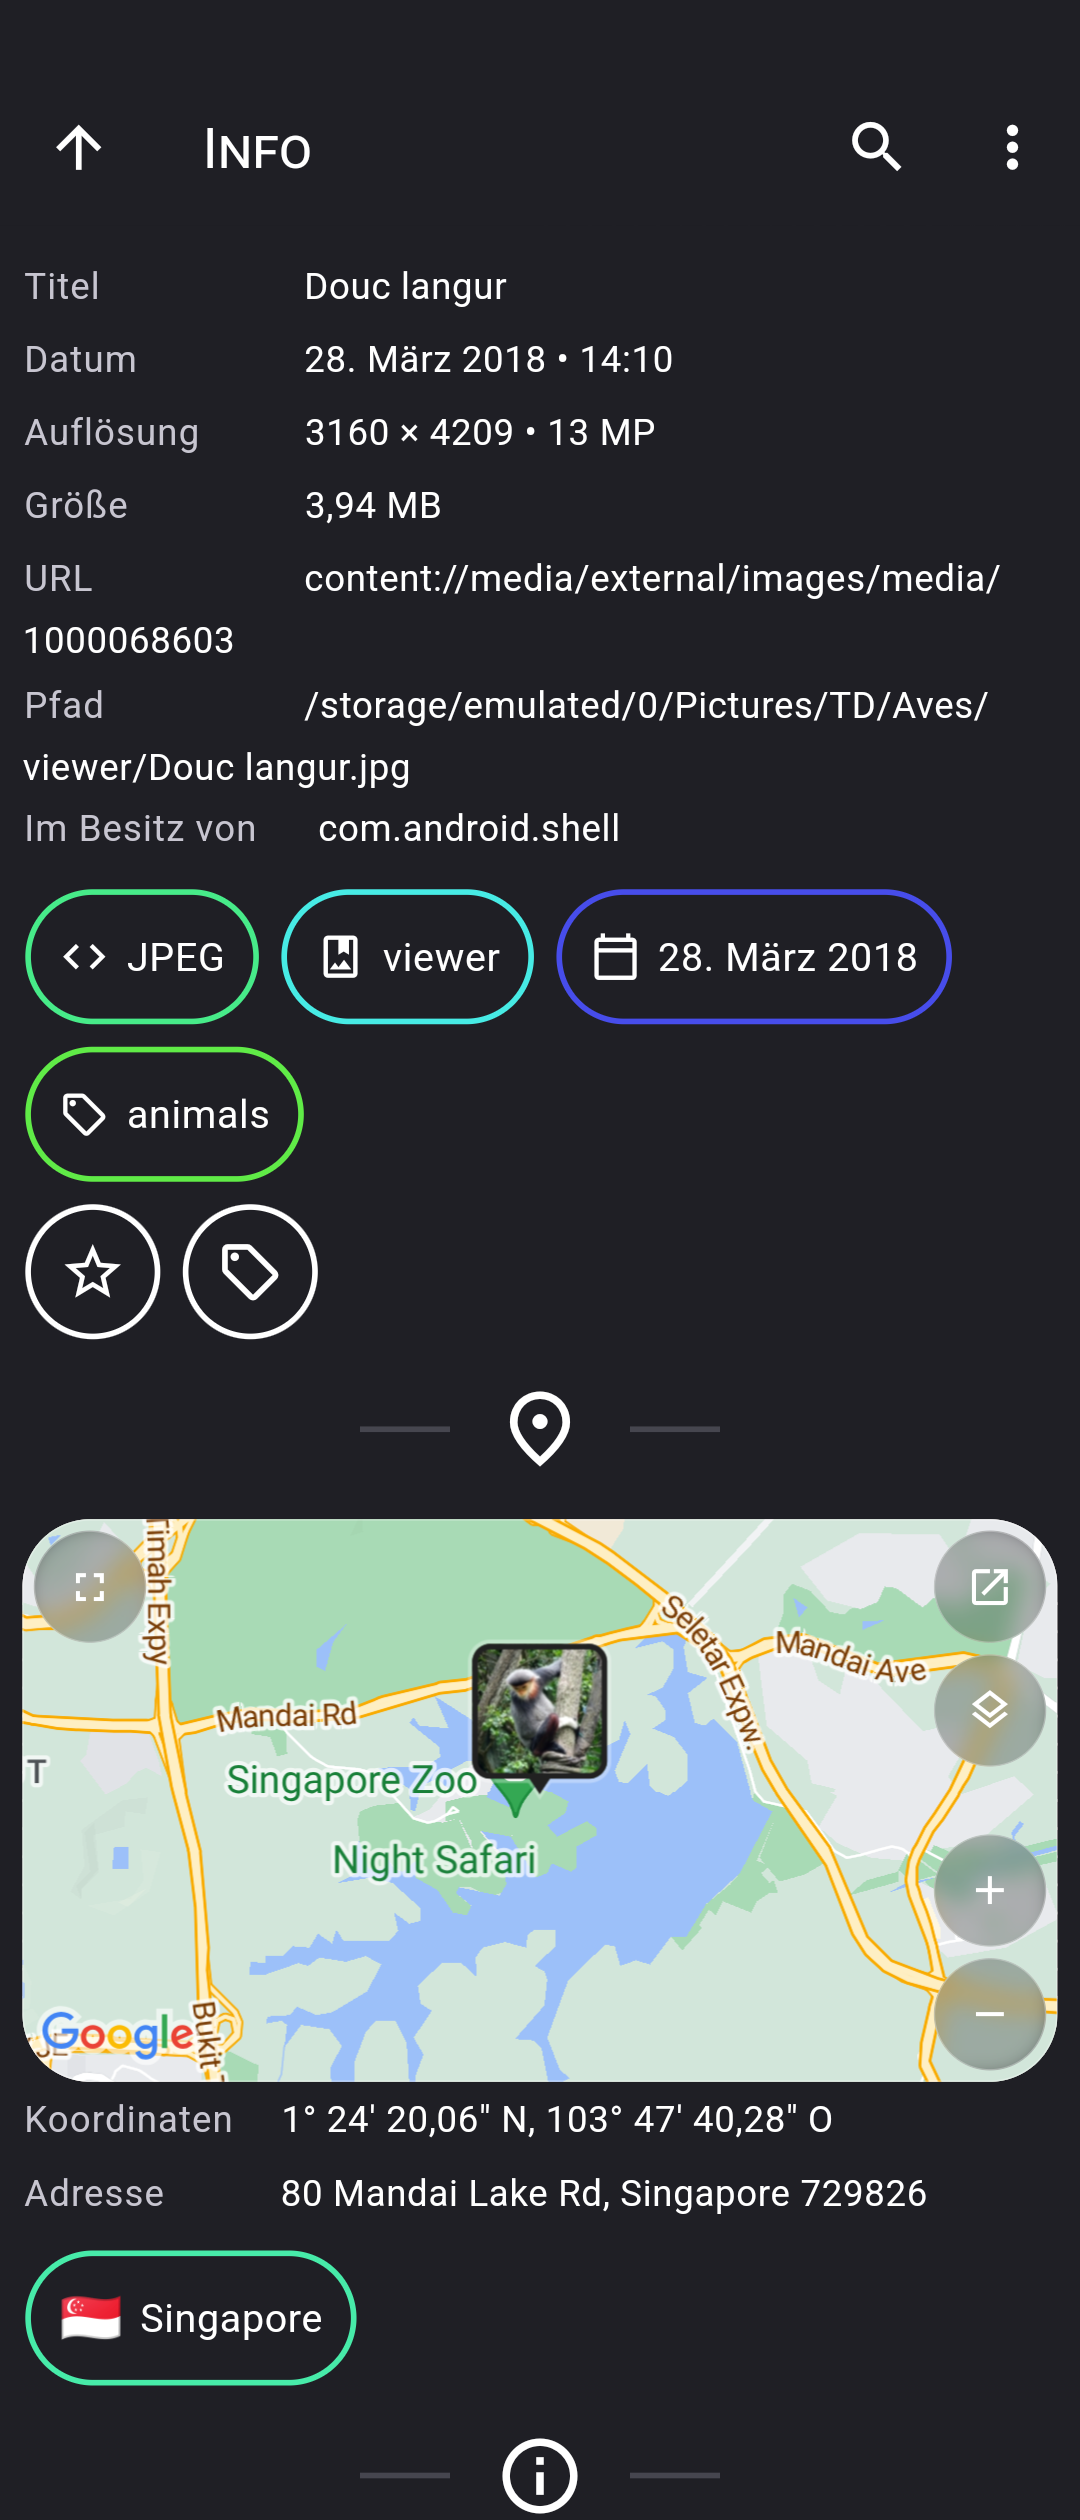 INFO
Titel Douc langur
Datum 28. März 2018 • 14:10
Auflösung 3160 × 4209 • 13 MP
Größe 3,94 MB
URL content://media/external/images/media/
1000068603
Pfad /storage/emulated/0/Pictures/TD/Aves/
viewer/Douc langur.jpg
Im Besitz von com.android.shell
JPEG viewer 28. März 2018
animals
Timah Expy
Seletar Expw.
Mandai Ave
Mandai Rd
T
Singapore Zoo
Night Safari
Bukit
Google
Koordinaten 1° 24' 20,06" N, 103° 47' 40,28" O
Adresse 80 Mandai Lake Rd, Singapore 729826
Singapore